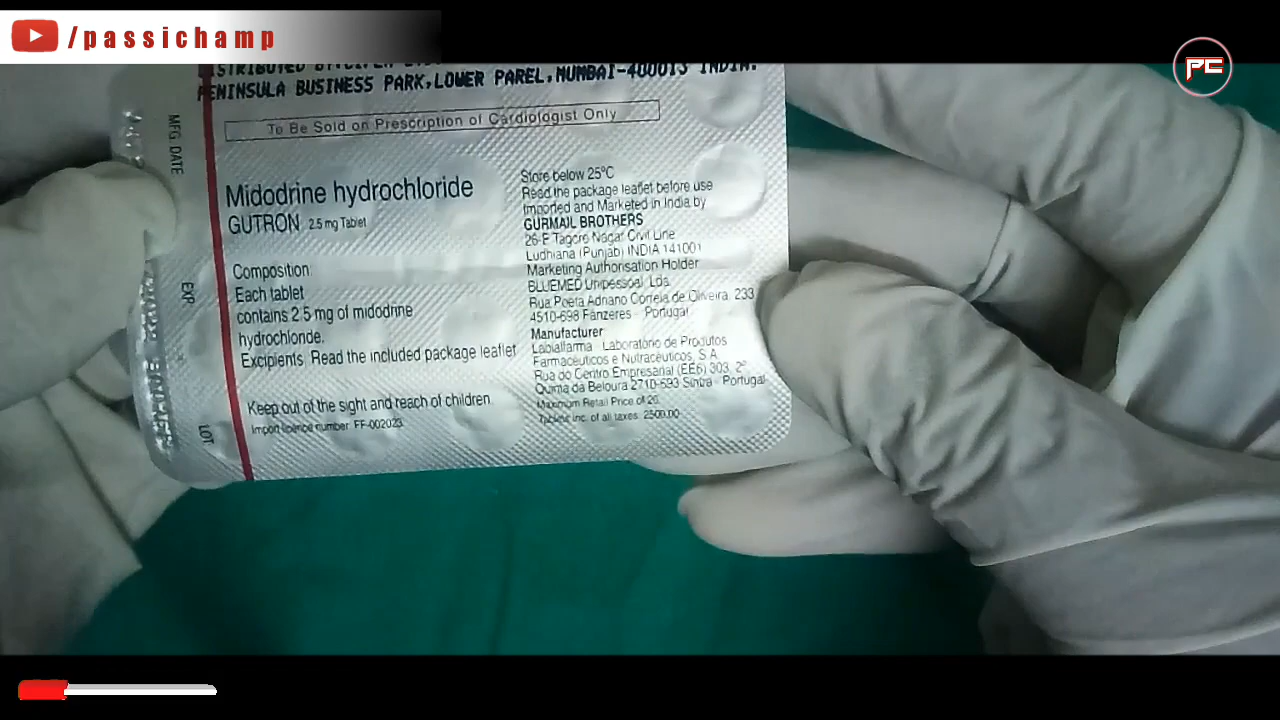 /passichamp
PC
PENINSULA BUSINESS PARK,LOWER PAREL,MUMBAI-400013 INDIA.
To Be Sold on Prescription of Cardiologist Only
MFG DATE
EXP.
LOT
Midodrine hydrochloride
GUTRON 2.5 mg Tablet
Composition:
Each tablet
contains 2.5 mg of midodrine
hydrochloride.
Excipients: Read the included package leaflet
Keep out of the sight and reach of children.
Import licence number: FF-002023
Store below 25°C
Read the package leaflet before use
Imported and Marketed in India by
GURMAIL BROTHERS
26-E Tagore Nagar Civil Line
Ludhiana (Punjab) INDIA 141001
Marketing Authorisation Holder
BLUEMED Unipessoal, Lda.
Rua Poeta Adriano Correia de Oliveira, 233
4510-698 Fânzeres - Portugal
Manufacturer
Labialfarma - Laboratório de Produtos
Farmacêuticos e Nutracêuticos, S.A.
Rua do Centro Empresarial (EE6) 303, 2º
Quinta da Beloura 2710-693 Sintra - Portugal
Maximum Retail Price of 20
Tablets inc. of all taxes: 2500.00